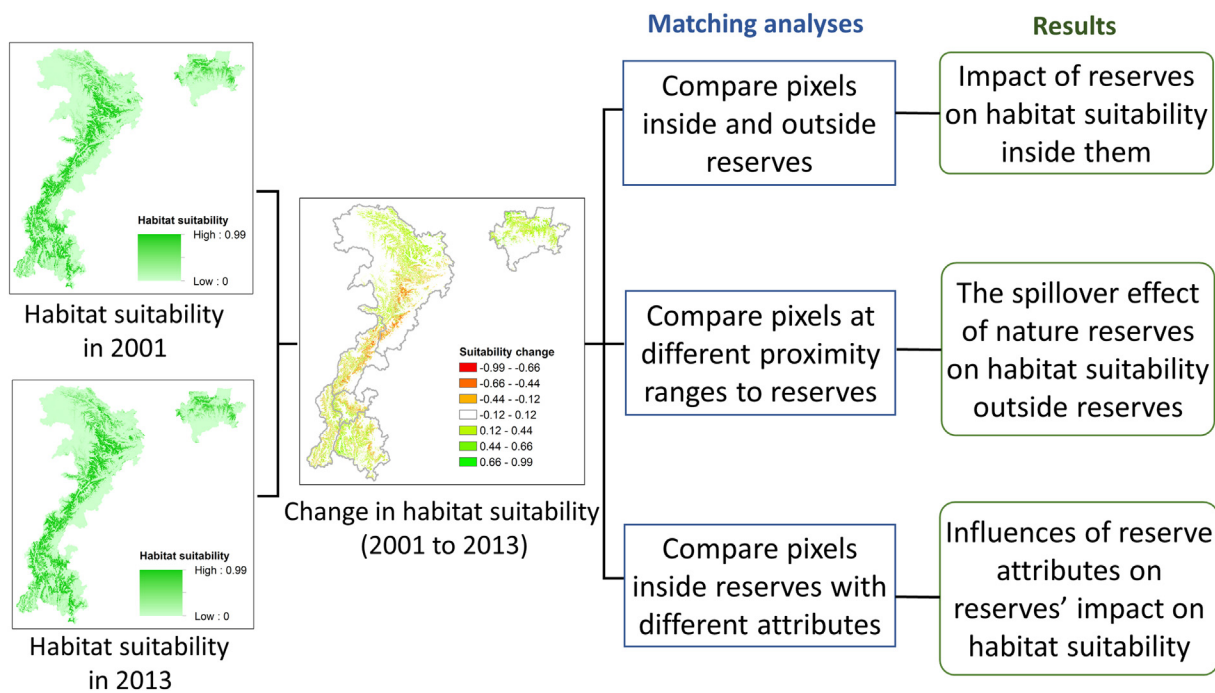 Matching analyses
Results
Habitat suitability
High : 0.99
Low : 0
Habitat suitability
in 2001
Habitat suitability
High : 0.99
Low : 0
Habitat suitability
in 2013
Suitability change
-0.99 - -0.66
-0.66 - -0.44
-0.44 - -0.12
-0.12 - 0.12
0.12 - 0.44
0.44 - 0.66
0.66 - 0.99
Change in habitat suitability
(2001 to 2013)
Compare pixels
inside and outside
reserves
Impact of reserves
on habitat suitability
inside them
Compare pixels at
different proximity
ranges to reserves
The spillover effect
of nature reserves
on habitat suitability
outside reserves
Compare pixels
inside reserves with
different attributes
Influences of reserve
attributes on
reserves’ impact on
habitat suitability